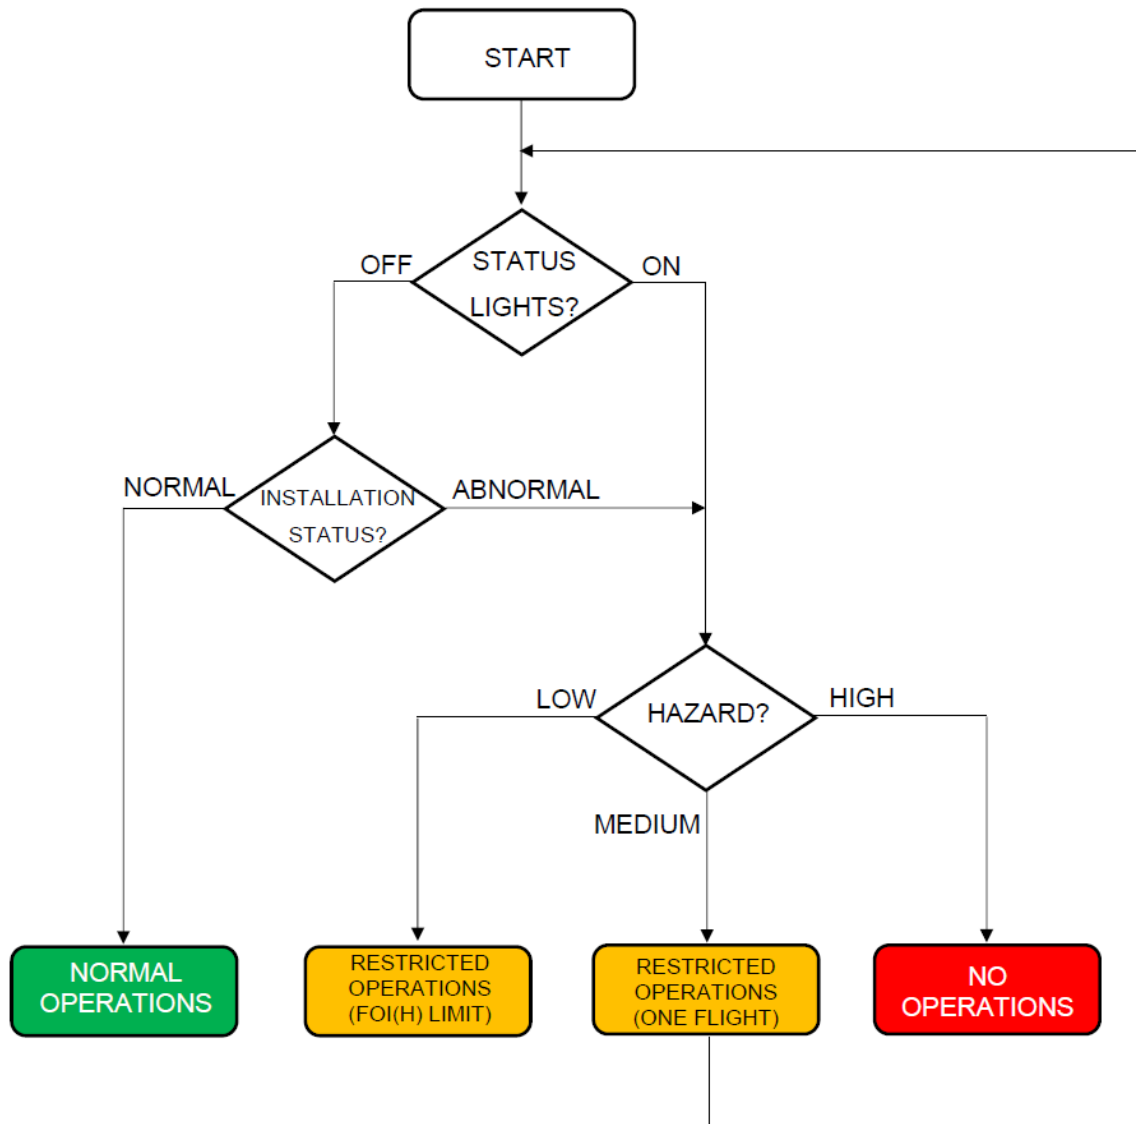 START
OFF
STATUS
LIGHTS?
ON
NORMAL
INSTALLATION
STATUS?
ABNORMAL
LOW
HAZARD?
HIGH
MEDIUM
NORMAL
OPERATIONS
RESTRICTED
OPERATIONS
(FOI(H) LIMIT)
RESTRICTED
OPERATIONS
(ONE FLIGHT)
NO
OPERATIONS